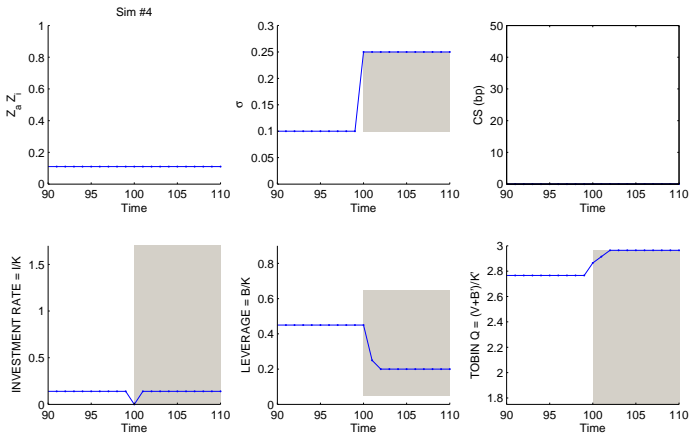 Sim #4
1
0.8
0.6
0.4
0.2
0
90 95 100 105 110
Time
Z_a Z_i
0.3
0.25
0.2
0.15
0.1
0.05
0
90 95 100 105 110
Time
σ
50
40
30
20
10
0
90 95 100 105 110
Time
CS (bp)
1.5
1
0.5
0
90 95 100 105 110
Time
INVESTMENT RATE = I/K
0.8
0.6
0.4
0.2
0
90 95 100 105 110
Time
LEVERAGE = B/K
3
2.8
2.6
2.4
2.2
2
1.8
90 95 100 105 110
Time
TOBIN Q = (V+B')/K'